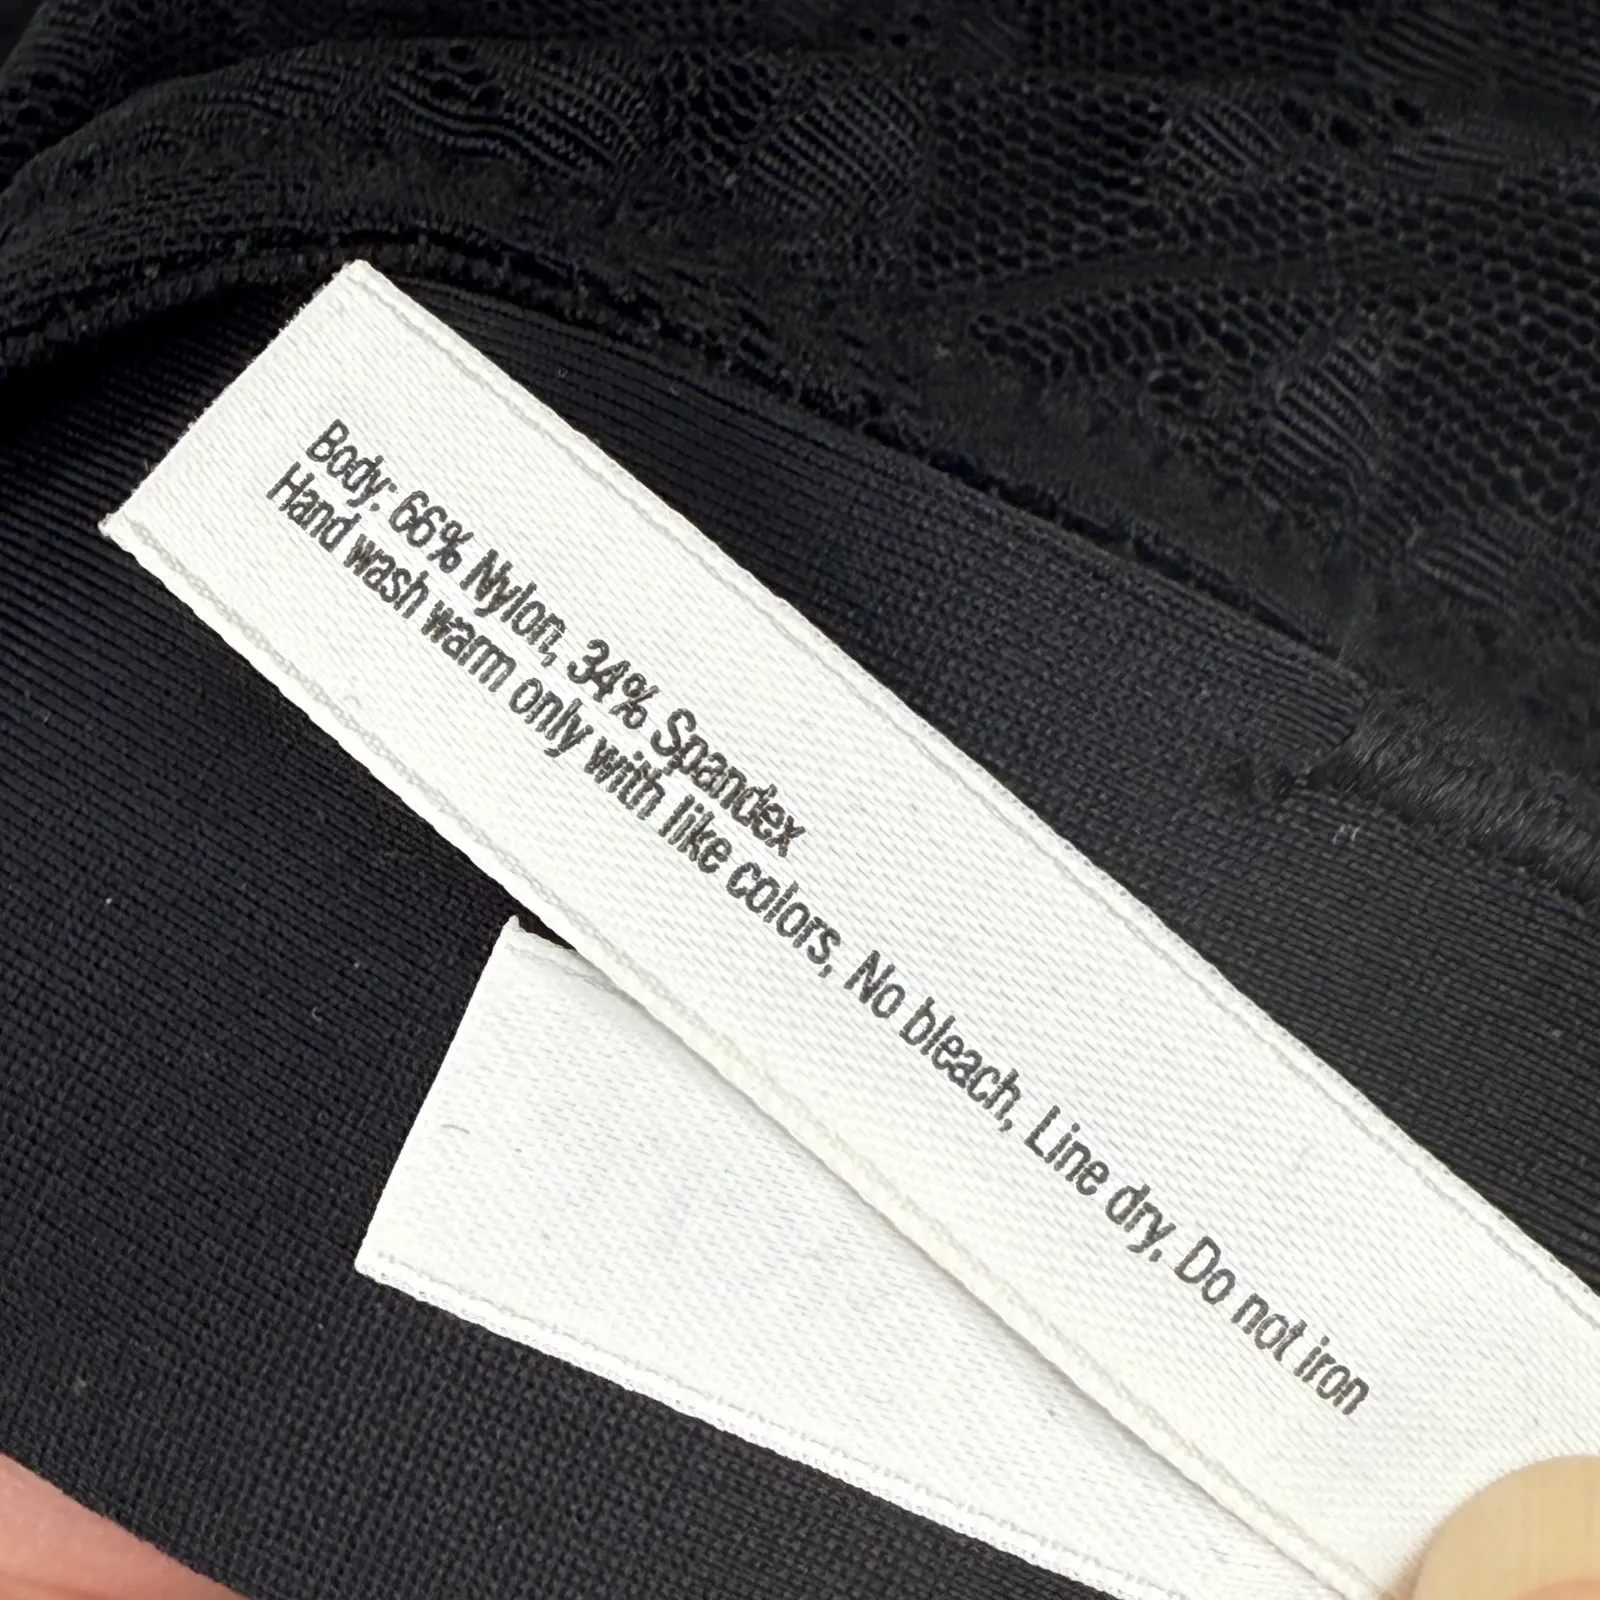 Body: 66% Nylon, 34% Spandex
Hand wash warm only with like colors, No bleach, Line dry. Do not iron